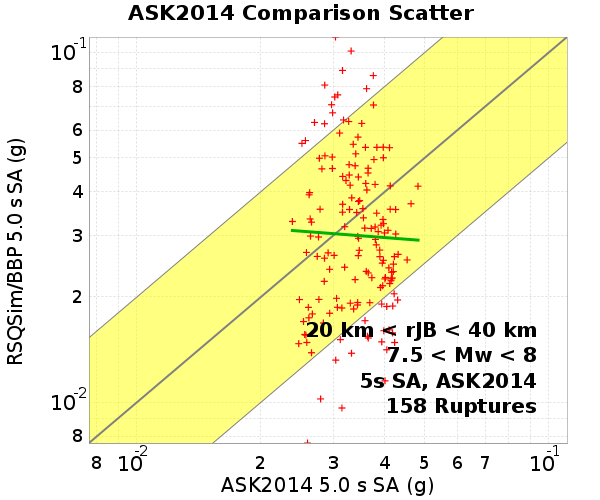 ASK2014 Comparison Scatter
RSQSim/BBP 5.0 s SA (g)
10-1
8
6
5
4
3
2
10-2
8
20 km < rJB < 40 km
7.5 < Mw < 8
5s SA, ASK2014
158 Ruptures
8 10-2 2 3 4 5 6 7 8 10-1
ASK2014 5.0 s SA (g)